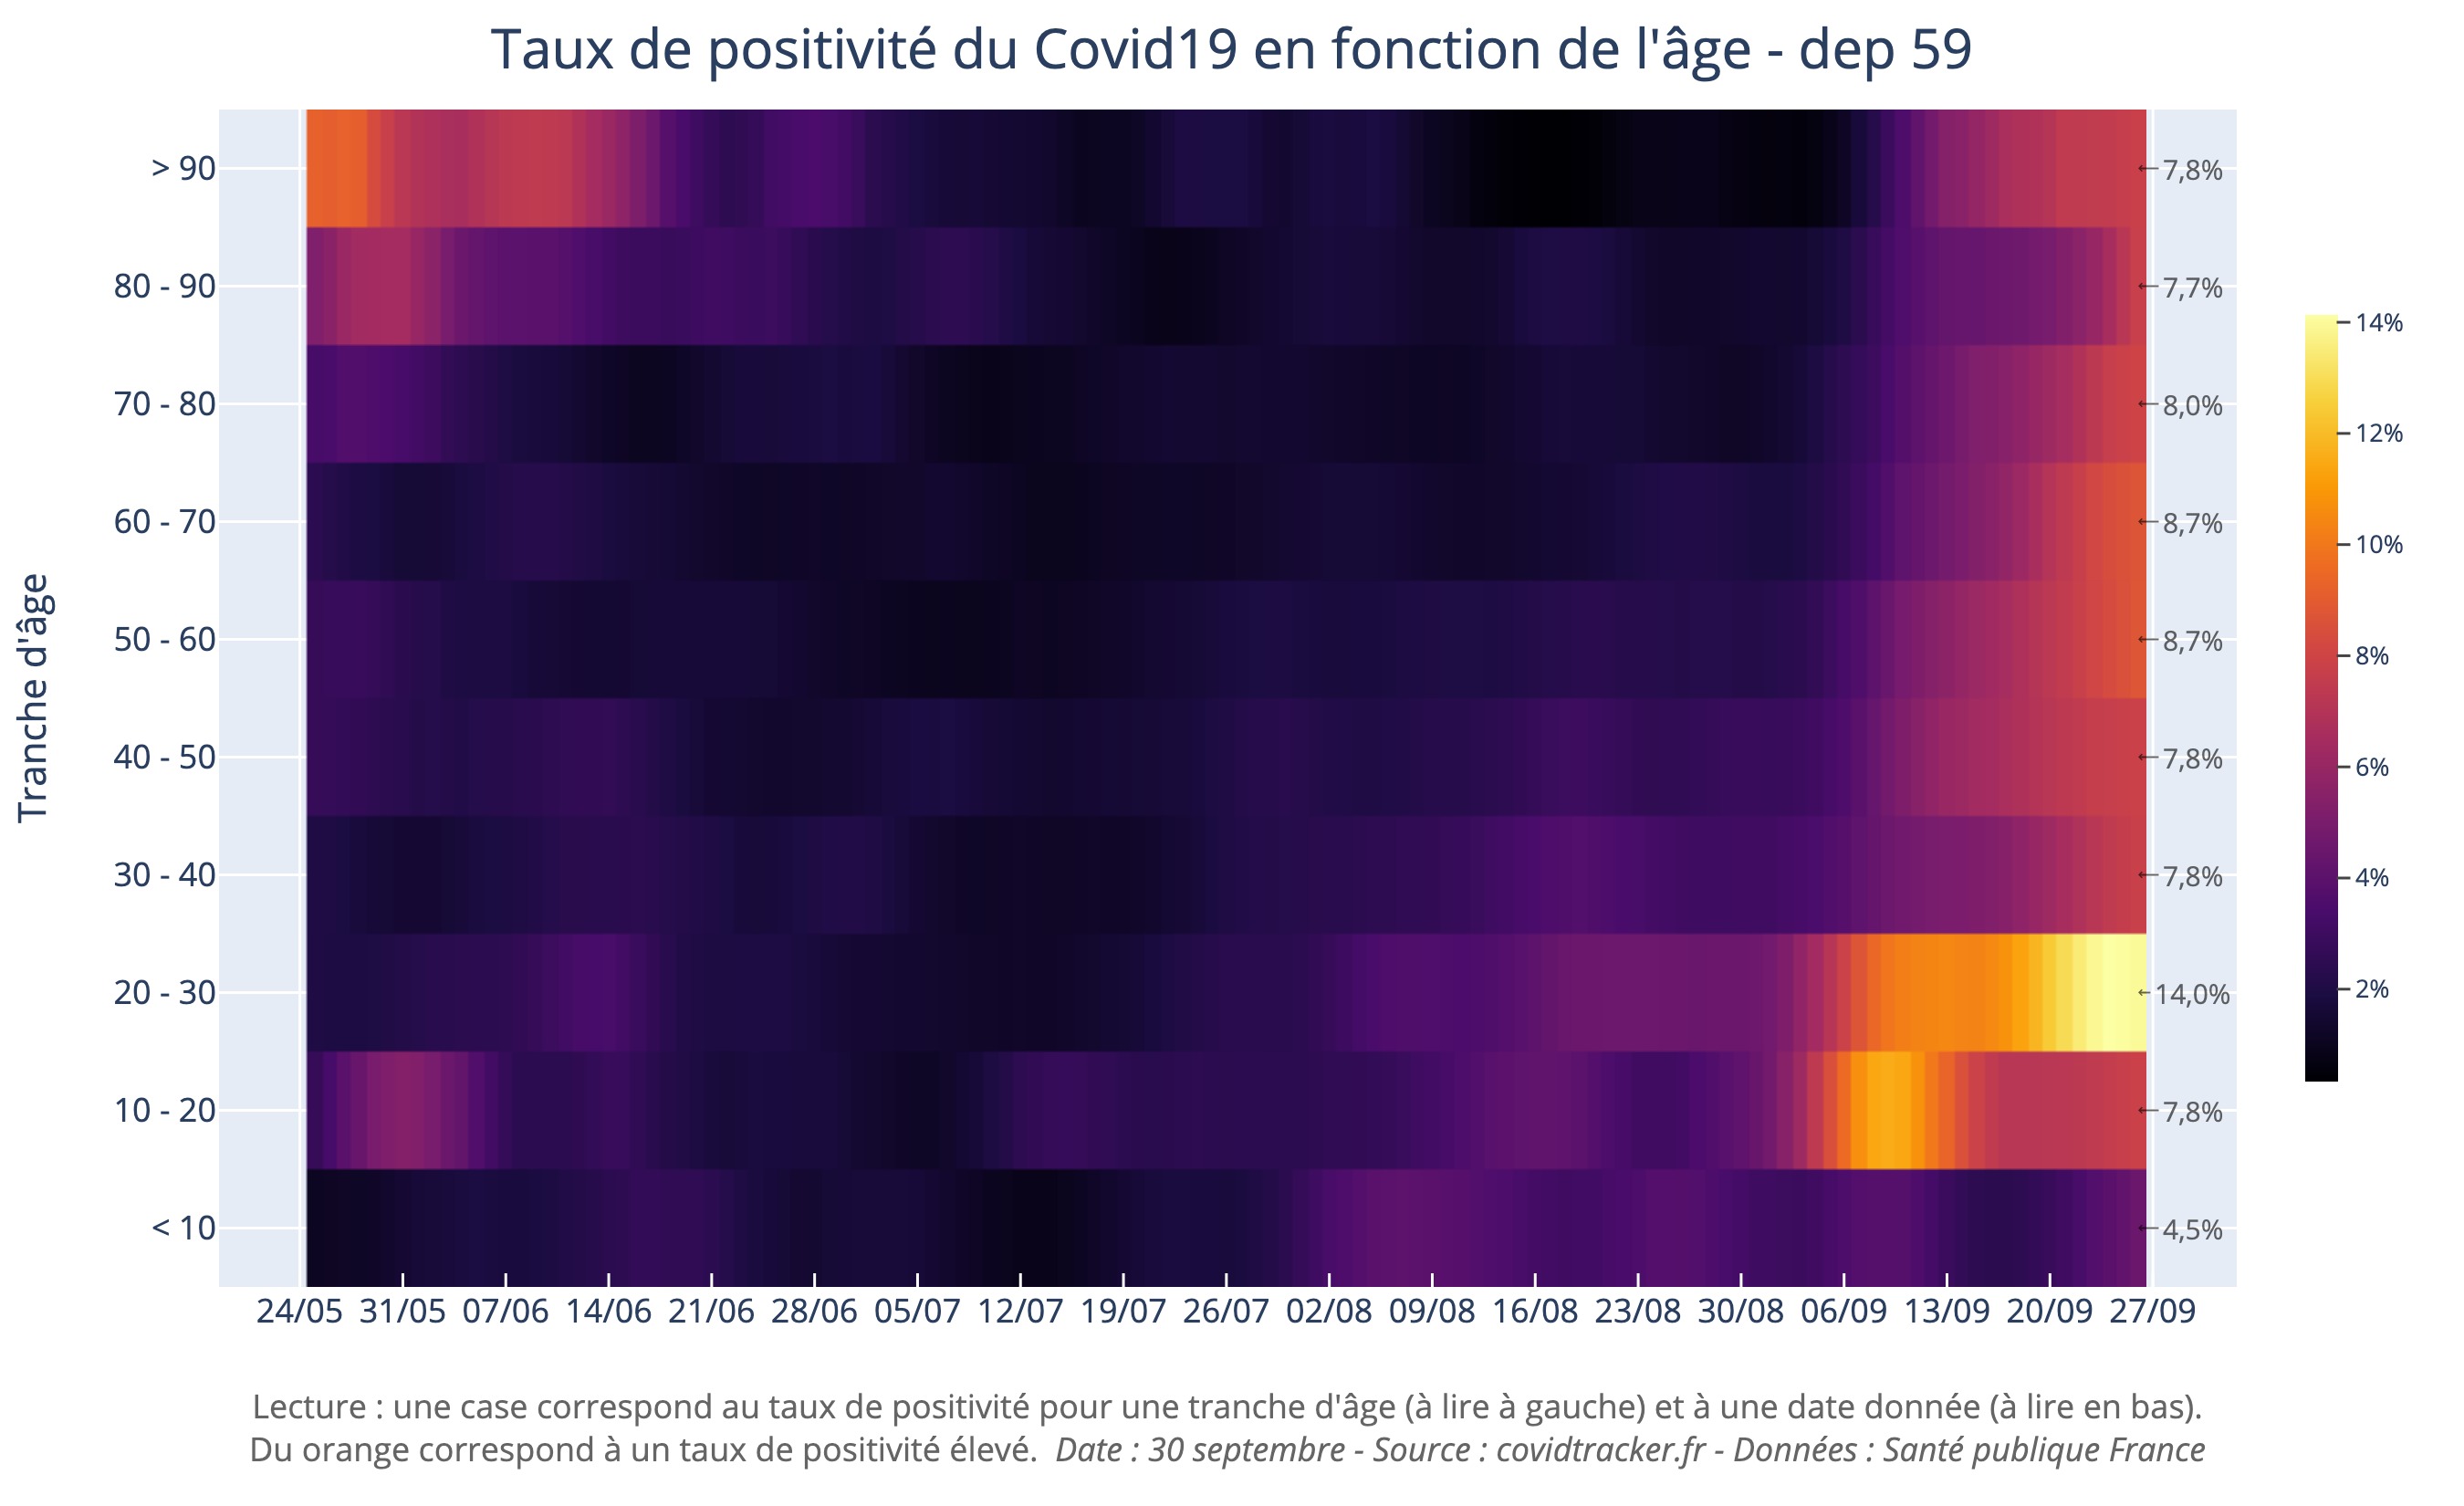 Taux de positivité du Covid19 en fonction de l'âge - dep 59
Tranche d'âge
> 90
80 - 90
70 - 80
60 - 70
50 - 60
40 - 50
30 - 40
20 - 30
10 - 20
< 10
7,8%
7,7%
8,0%
8,7%
8,7%
7,8%
7,8%
14,0%
7,8%
4,5%
14%
12%
10%
8%
6%
4%
2%
24/05 31/05 07/06 14/06 21/06 28/06 05/07 12/07 19/07 26/07 02/08 09/08 16/08 23/08 30/08 06/09 13/09 20/09 27/09
Lecture : une case correspond au taux de positivité pour une tranche d'âge (à lire à gauche) et à une date donnée (à lire en bas).
Du orange correspond à un taux de positivité élevé. Date : 30 septembre - Source : covidtracker.fr - Données : Santé publique France